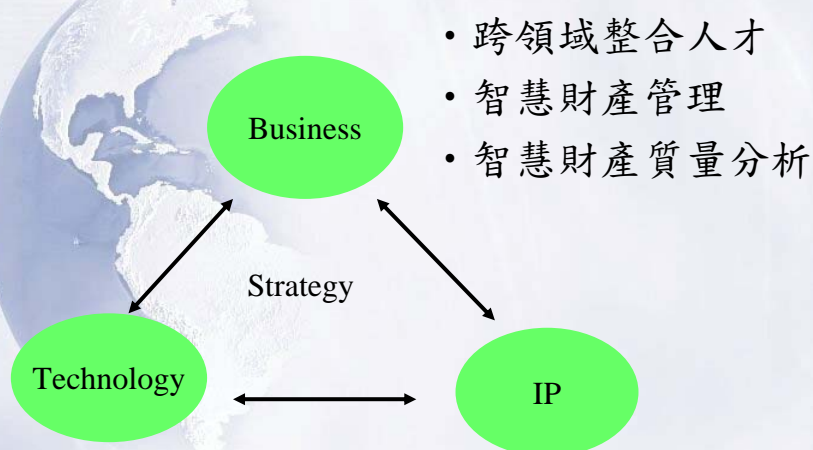 • 跨領域整合人才
• 智慧財產管理
• 智慧財產質量分析
Business
Strategy
Technology
IP